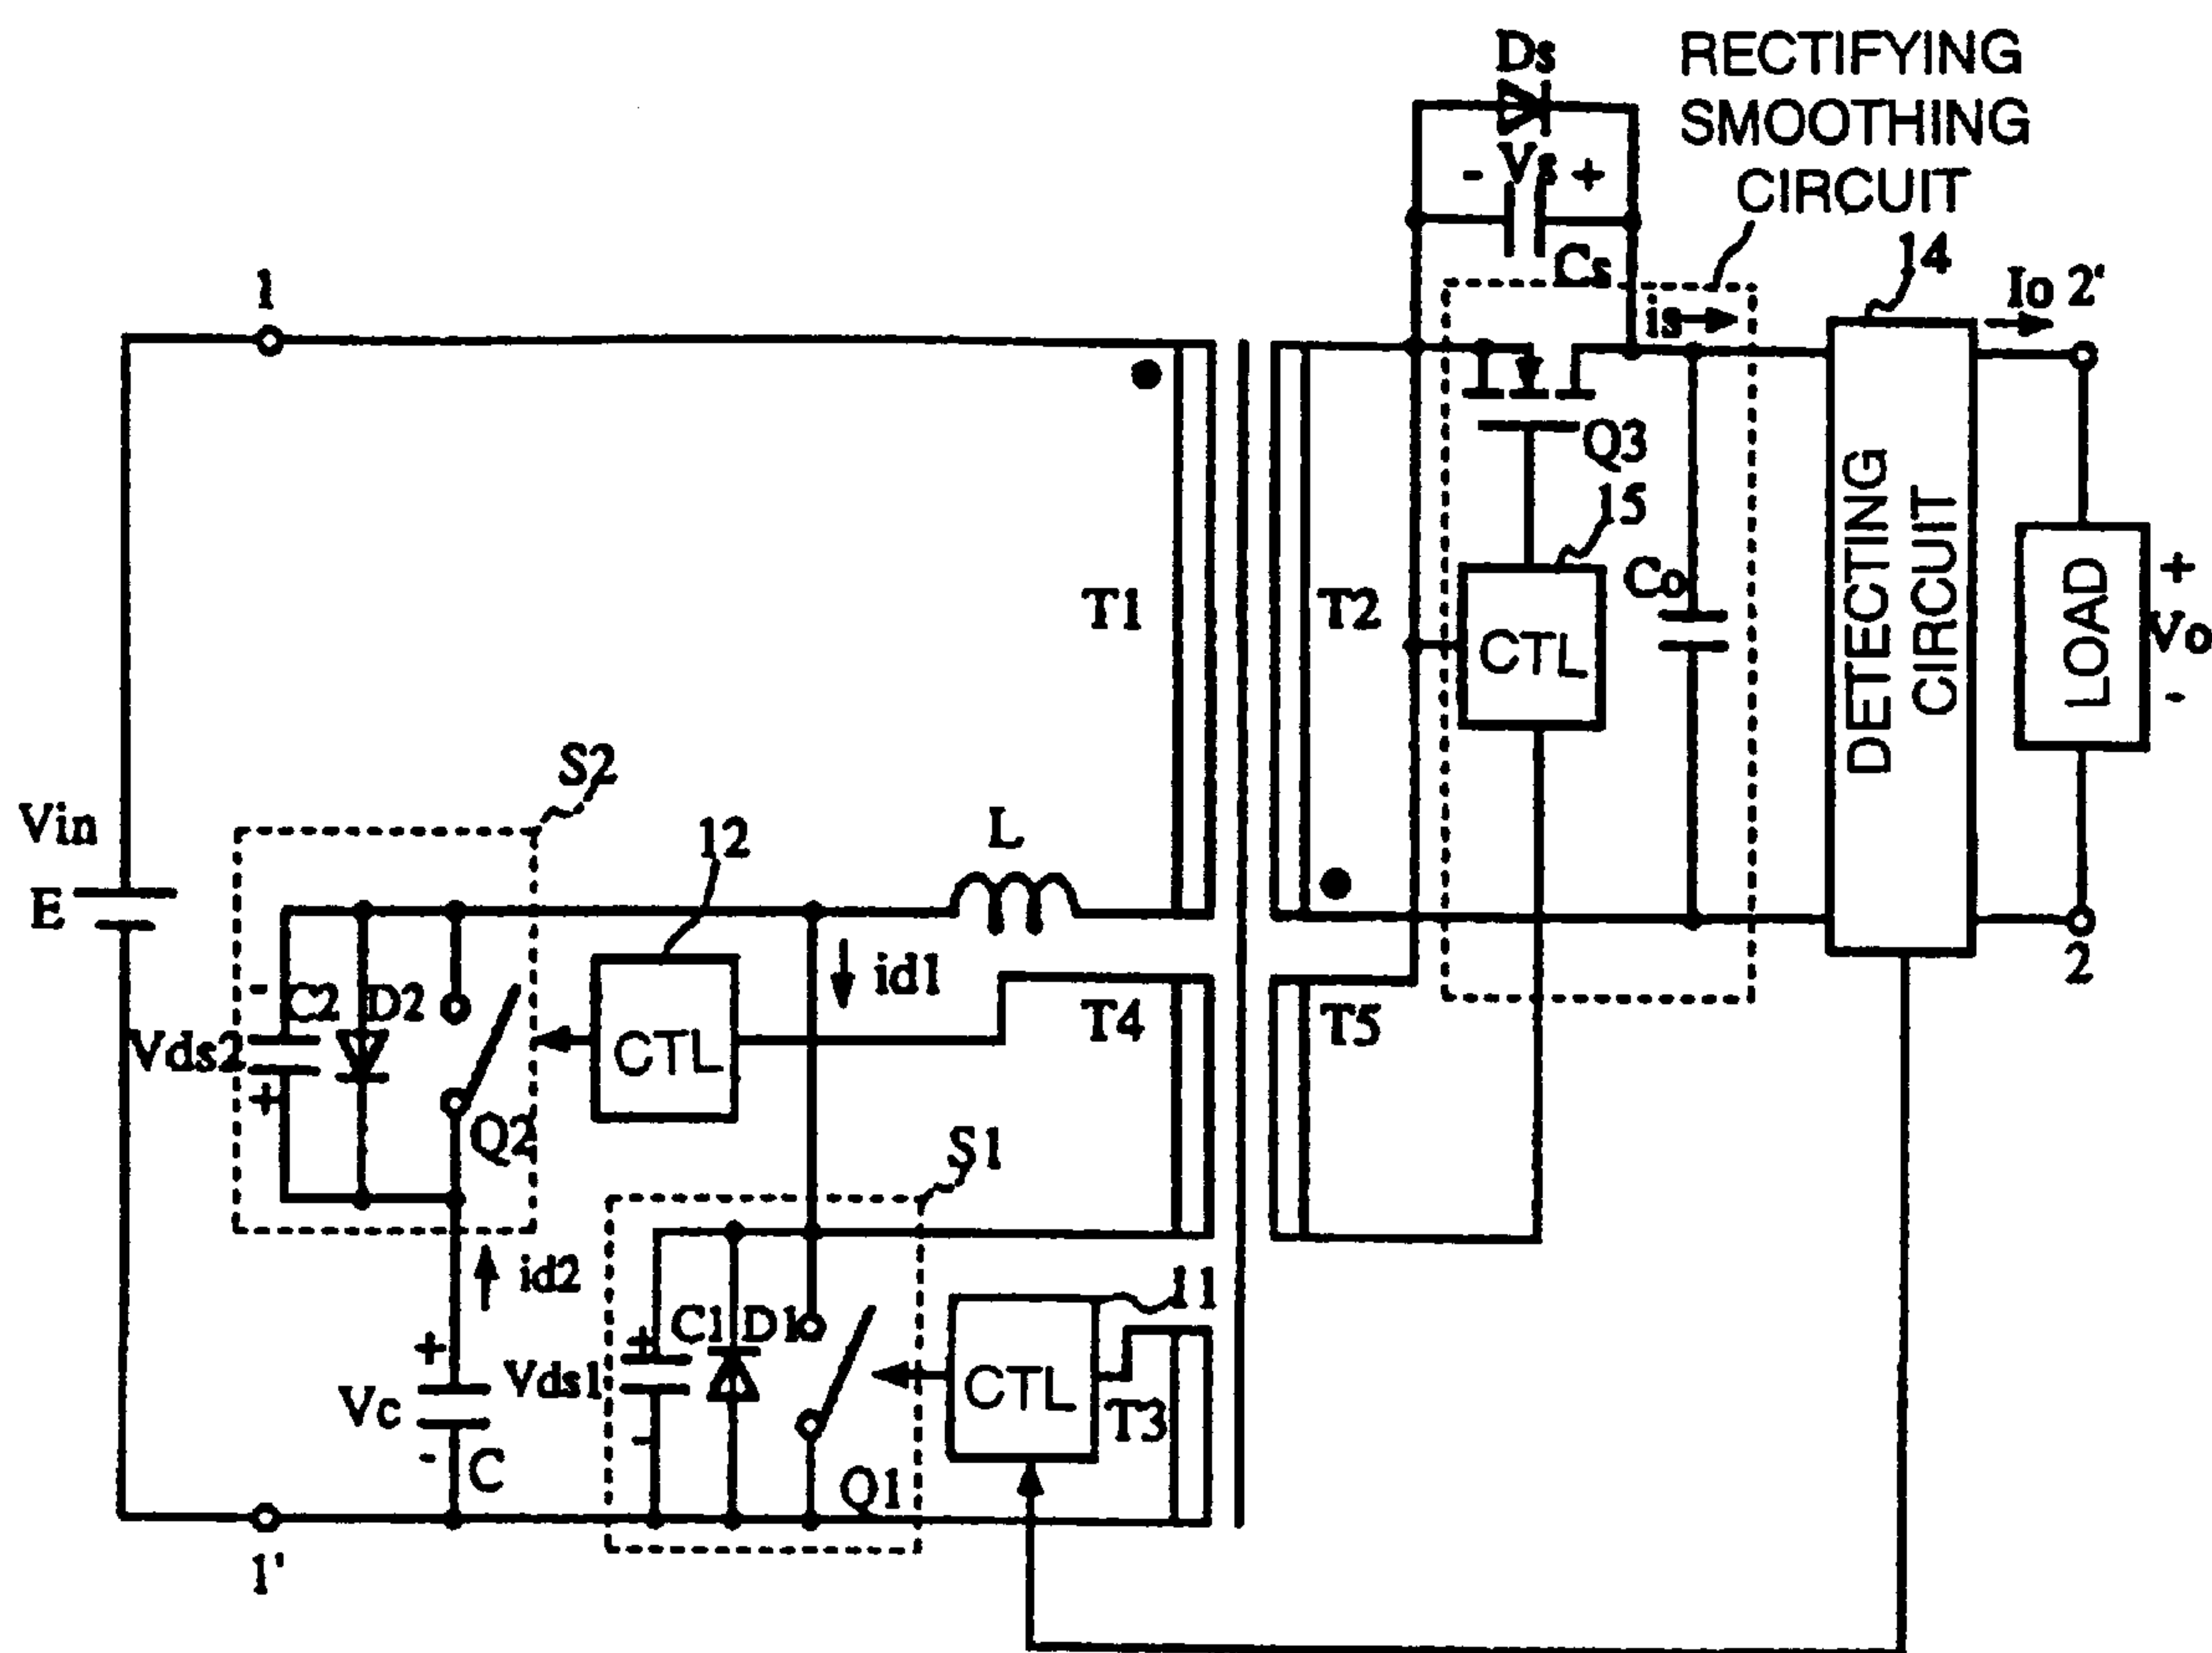 Ds
RECTIFYING
SMOOTHING
CIRCUIT
- Vs +
Cs
14
1
is
Io 2'
Q3
15
T1
T2
CTL
Co
DETECTING
CIRCUIT
LOAD
+
Vo
-
S2
Vin
12
L
E
id1
2
- C2 D2
T4
T5
Vds2
CTL
+
Q2
S1
id2
11
+
+ C1 D1
Vds1
CTL
Vc
T3
-
- C
Q1
1'